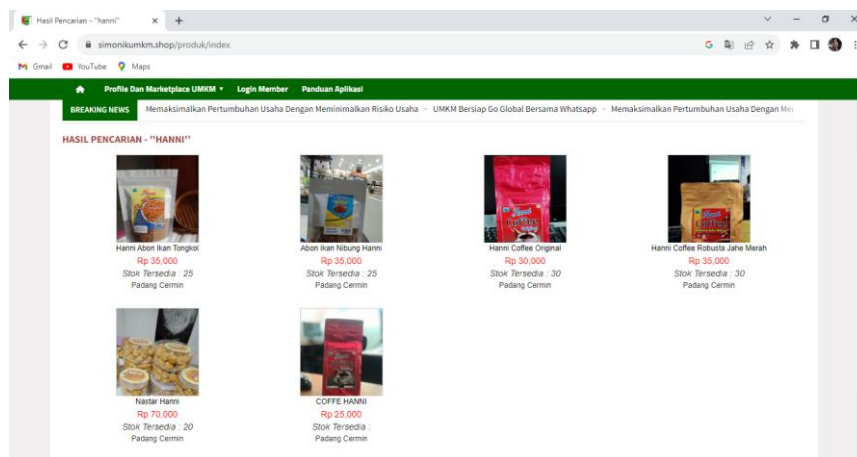 Hasil Pencarian - "hanni"
simonikumkm.shop/produk/index
Gmail YouTube Maps
Profile Dan Marketplace UMKM Login Member Panduan Aplikasi
BREAKING NEWS Memaksimalkan Pertumbuhan Usaha Dengan Meminimalkan Risiko Usaha - UMKM Bersiap Go Global Bersama Whatsapp - Memaksimalkan Pertumbuhan Usaha Dengan
HASIL PENCARIAN - "HANNI"
Hanni Abon Ikan Tongkol
Rp 35,000
Stok Tersedia : 25
Padang Cermin
Abon Ikan Nibung Hanni
Rp 35,000
Stok Tersedia : 25
Padang Cermin
Hanni Coffee Original
Rp 30,000
Stok Tersedia : 30
Padang Cermin
Hanni Coffee Robusta Jahe Merah
Rp 35,000
Stok Tersedia : 30
Padang Cermin
Nastar Hanni
Rp 70,000
Stok Tersedia : 20
Padang Cermin
COFFE HANNI
Rp 25,000
Stok Tersedia :
Padang Cermin